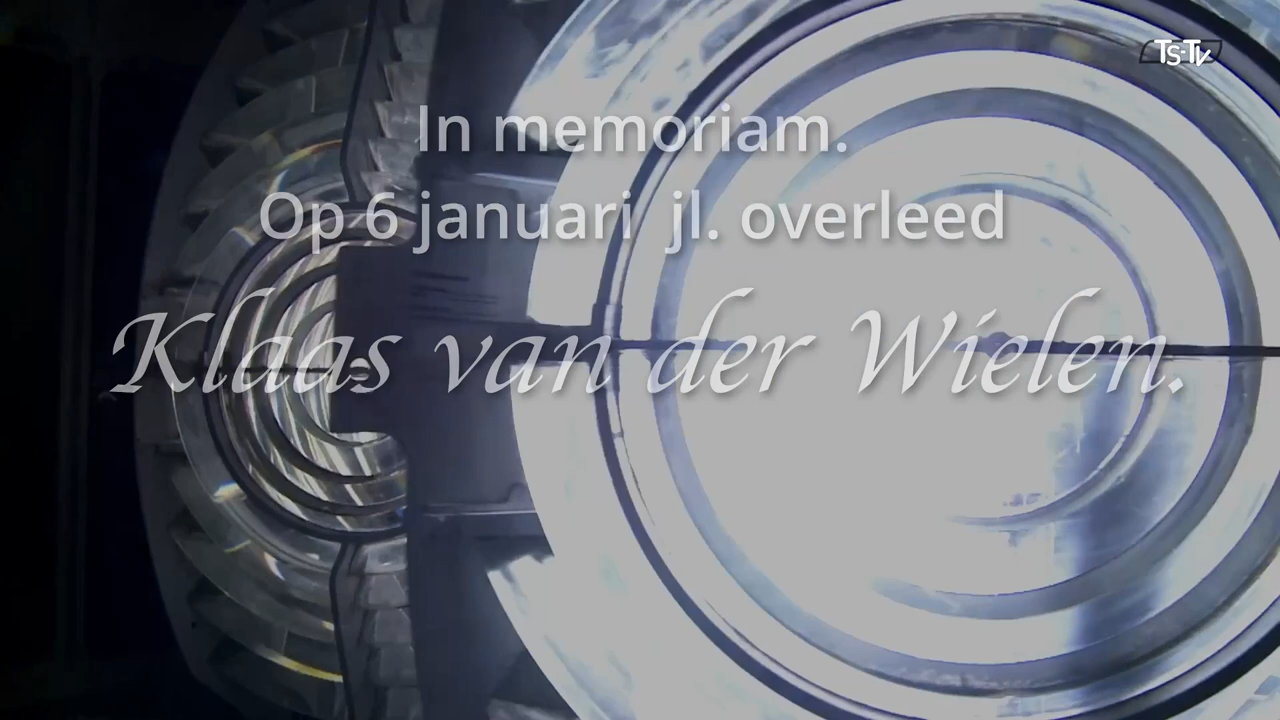 TS-Tv
In memoriam.
Op 6 januari jl. overleed
Klaas van der Wielen.